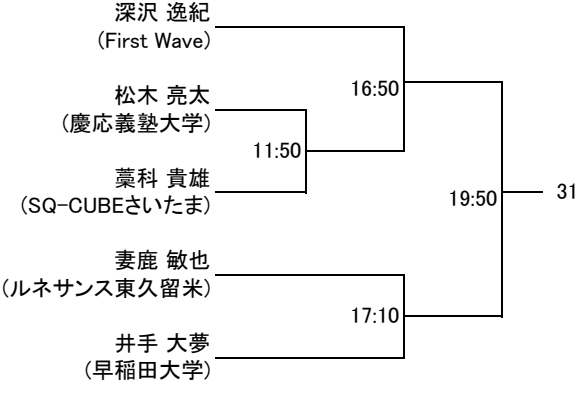 深沢 逸紀
(First Wave)
16:50
松木 亮太
(慶応義塾大学)
11:50
藁科 貴雄
(SQ-CUBEさいたま)
19:50
31
妻鹿 敏也
(ルネサンス東久留米)
17:10
井手 大夢
(早稲田大学)